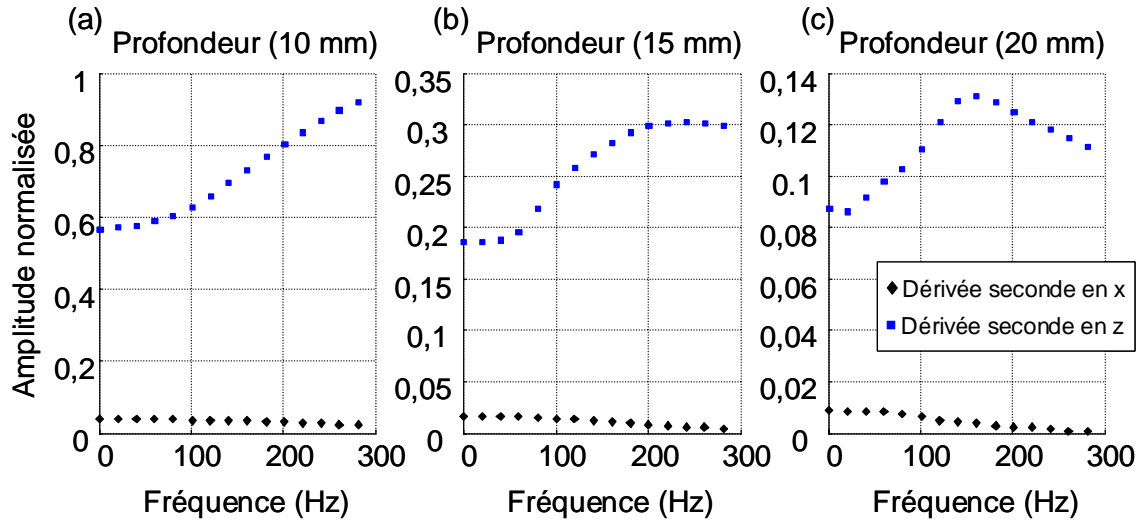 (a)
Profondeur (10 mm)
(b)
Profondeur (15 mm)
(c)
Profondeur (20 mm)
Amplitude normalisée
1
0,8
0,6
0,4
0,2
0
0
100
200
300
Fréquence (Hz)
0,35
0,3
0,25
0,2
0,15
0,1
0,05
0
0
100
200
300
Fréquence (Hz)
0,14
0,12
0.1
0,08
0,06
0,04
0,02
0
0
100
200
300
Fréquence (Hz)
Dérivée seconde en x
Dérivée seconde en z